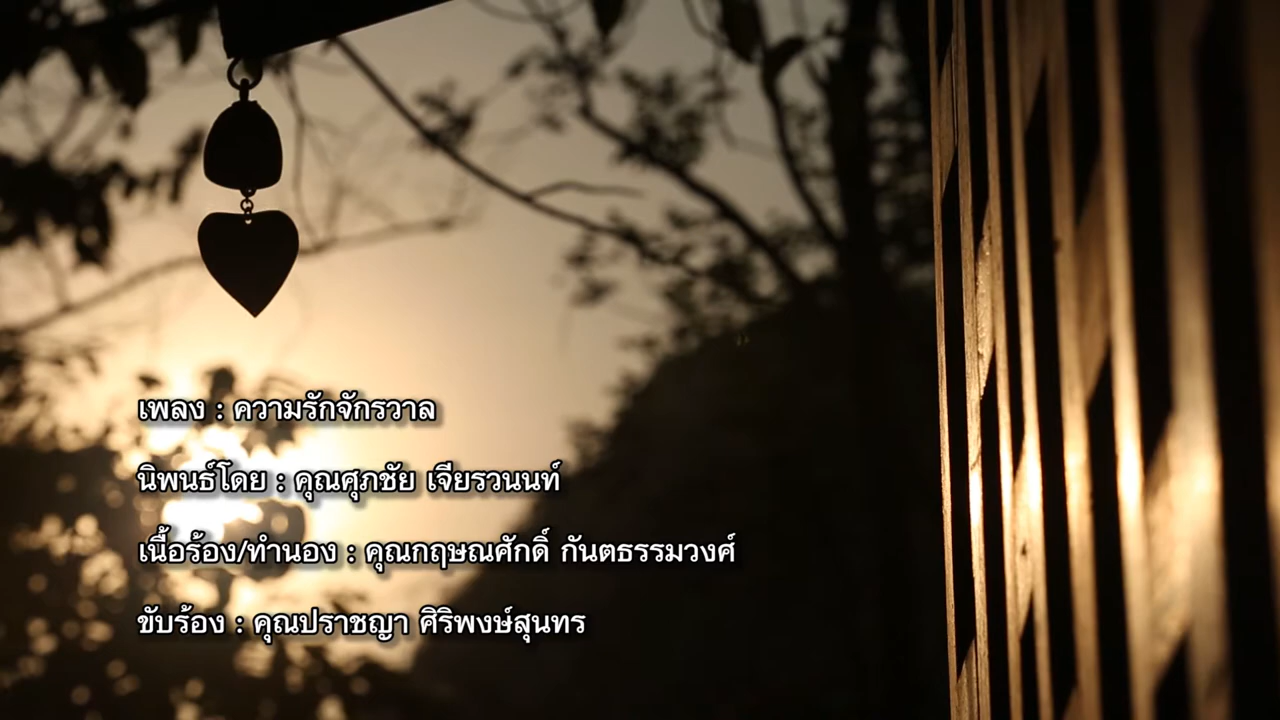 เพลง : ความรักจักรวาล
นิพนธ์โดย : คุณศุภชัย เจียรวนนท์
เนื้อร้อง/ทำนอง : คุณกฤษณศักดิ์ กันตธรรมวงศ์
ขับร้อง : คุณปราชญา ศิริพงษ์สุนทร